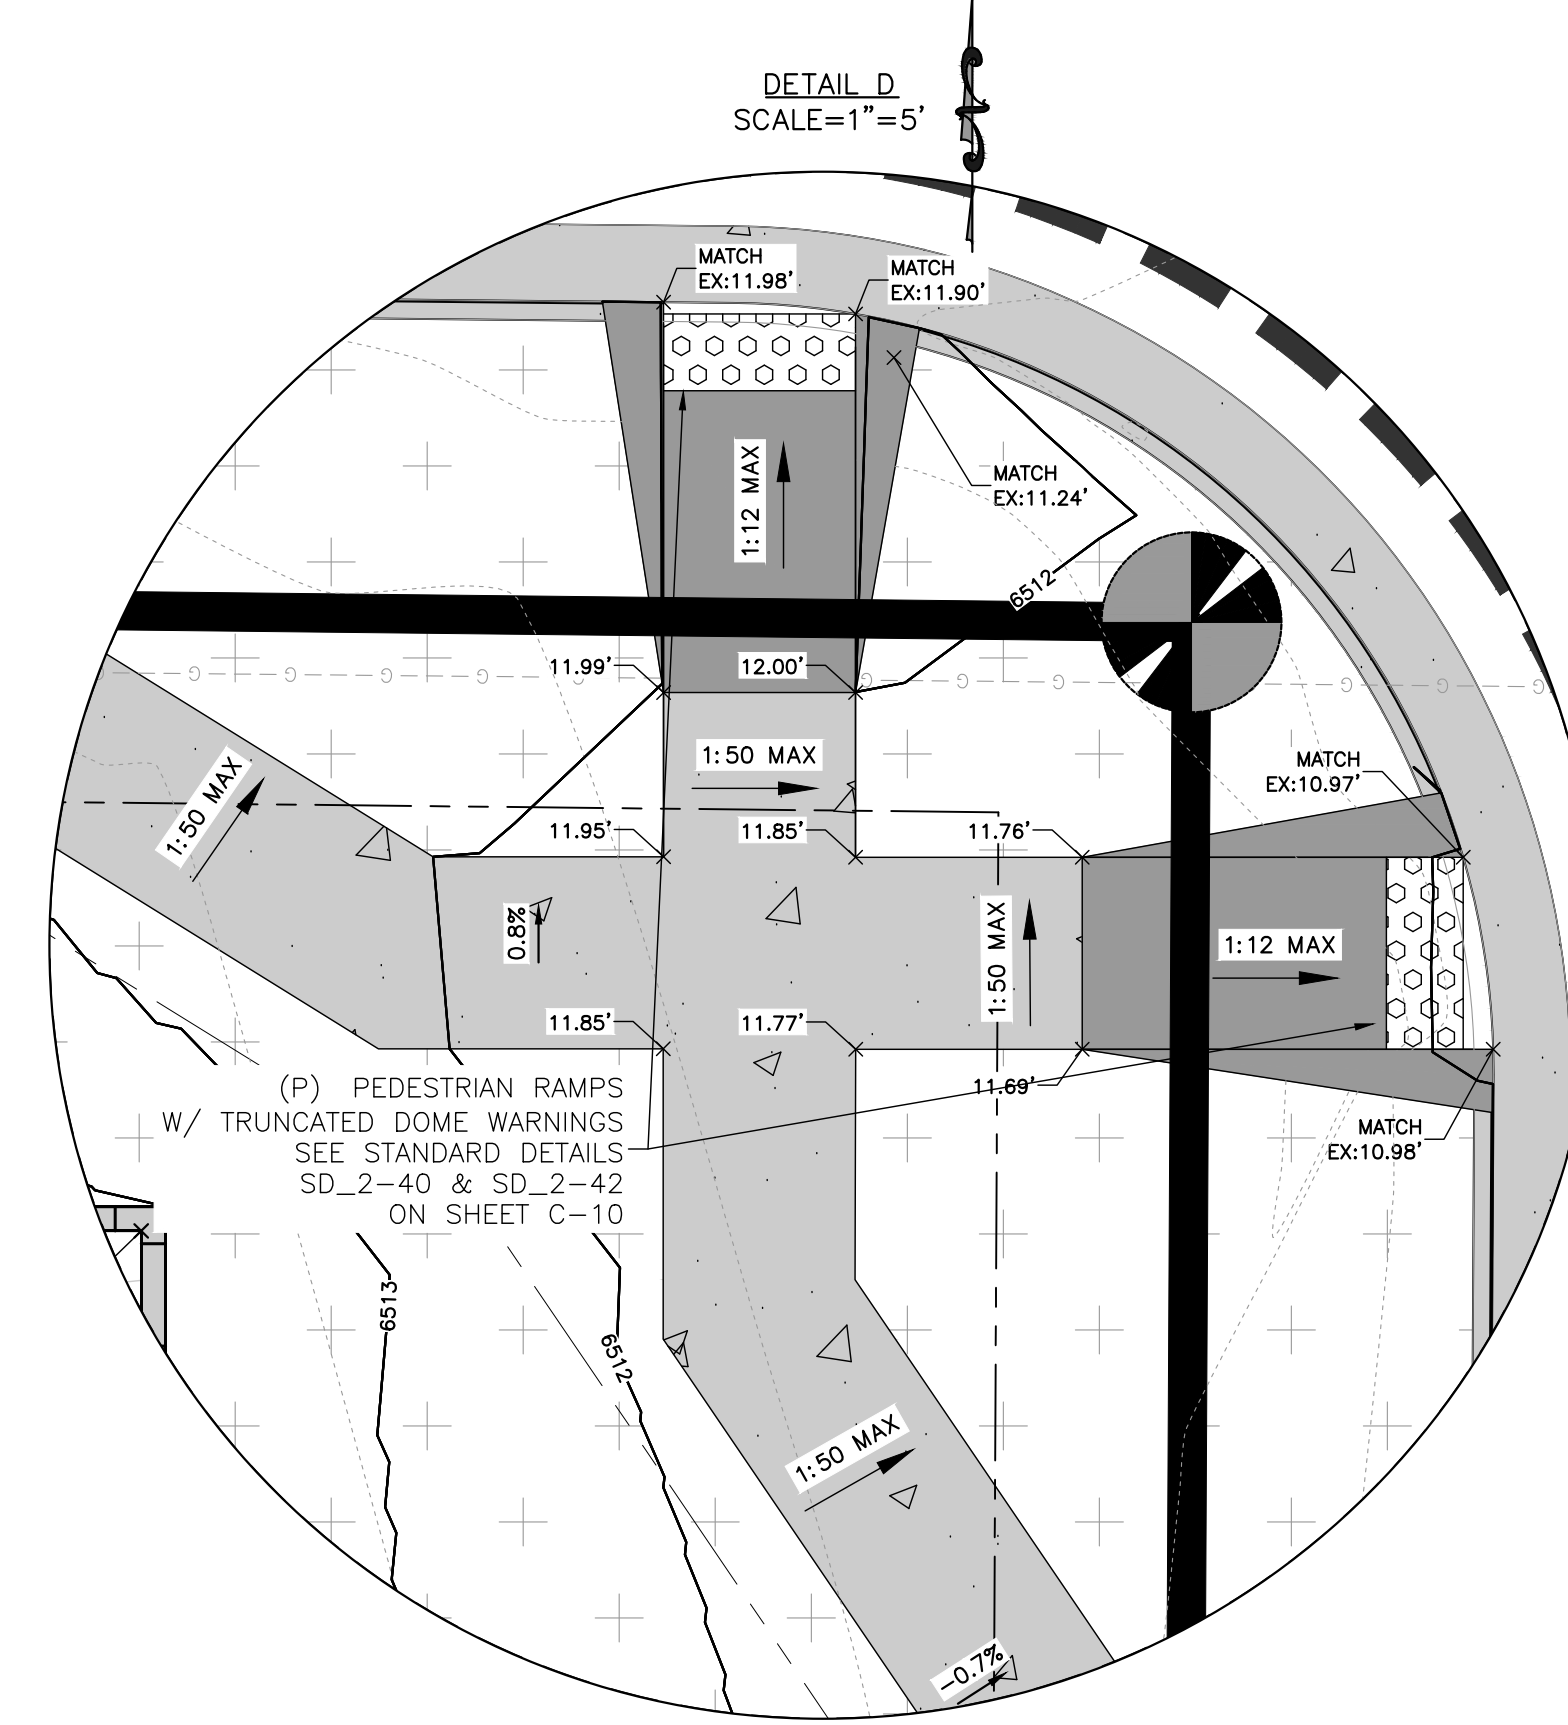 DETAIL D
SCALE=1"=5'
MATCH
EX:11.98'
MATCH
EX:11.90'
MATCH
EX:11.24'
1:12 MAX
6512
11.99'
12.00'
G G G G G G G G G G G
1:50 MAX
1:50 MAX
MATCH
EX:10.97'
11.95'
11.85'
11.76'
0.8%
1:50 MAX
1:12 MAX
11.85'
11.77'
11.69'
(P) PEDESTRIAN RAMPS
W/ TRUNCATED DOME WARNINGS
SEE STANDARD DETAILS
SD_2-40 & SD_2-42
ON SHEET C-10
MATCH
EX:10.98'
6513
6512
1:50 MAX
-0.7%